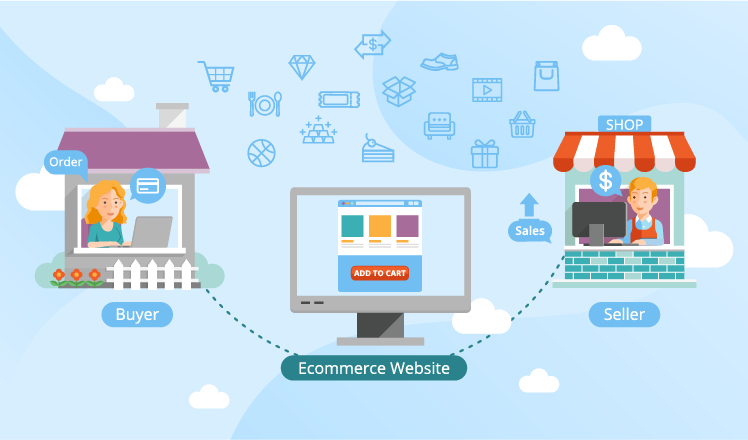 SHOP
Order
$
$
Sales
ADD TO CART
Buyer
Seller
Ecommerce Website